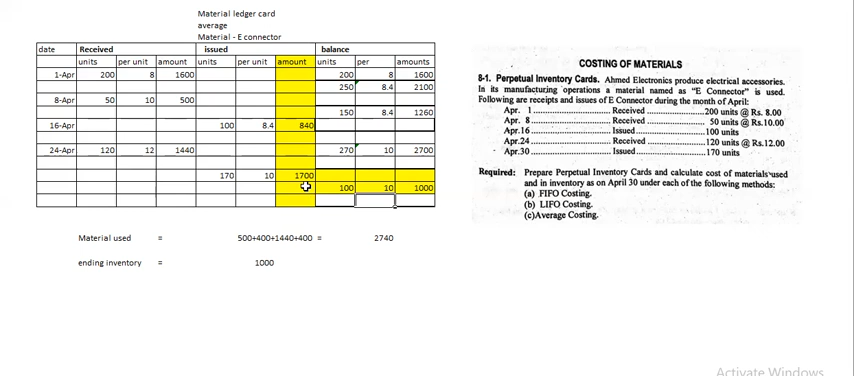 Material ledger card
average
Material - E connector
date Received issued balance
units per unit amount units per unit amount units per amounts
1-Apr 200 8 1600 200 8 1600
250 8.4 2100
8-Apr 50 10 500
150 8.4 1260
16-Apr 100 8.4 840
24-Apr 120 12 1440 270 10 2700
170 10 1700
100 10 1000
Material used = 500+400+1440+400 = 2740
ending inventory = 1000
COSTING OF MATERIALS
8-1. Perpetual Inventory Cards. Ahmed Electronics produce electrical accessories.
In its manufacturing operations a material named as "E Connector" is used.
Following are receipts and issues of E Connector during the month of April:
Apr. 1 ........ Received ........ 200 units @ Rs. 8.00
Apr. 8 ........ Received ........ 50 units @ Rs.10.00
Apr.16 ........ Issued ........ 100 units
Apr.24 ........ Received ........ 120 units @ Rs.12.00
Apr.30 ........ Issued ........ 170 units
Required: Prepare Perpetual Inventory Cards and calculate cost of materials used
and in inventory as on April 30 under each of the following methods:
(a) FIFO Costing.
(b) LIFO Costing.
(c)Average Costing.
Activate Windows